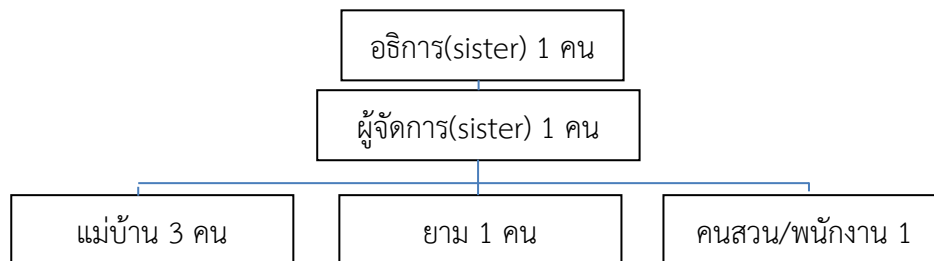 อธิการ(sister) 1 คน
ผู้จัดการ(sister) 1 คน
แม่บ้าน 3 คน
ยาม 1 คน
คนสวน/พนักงาน 1